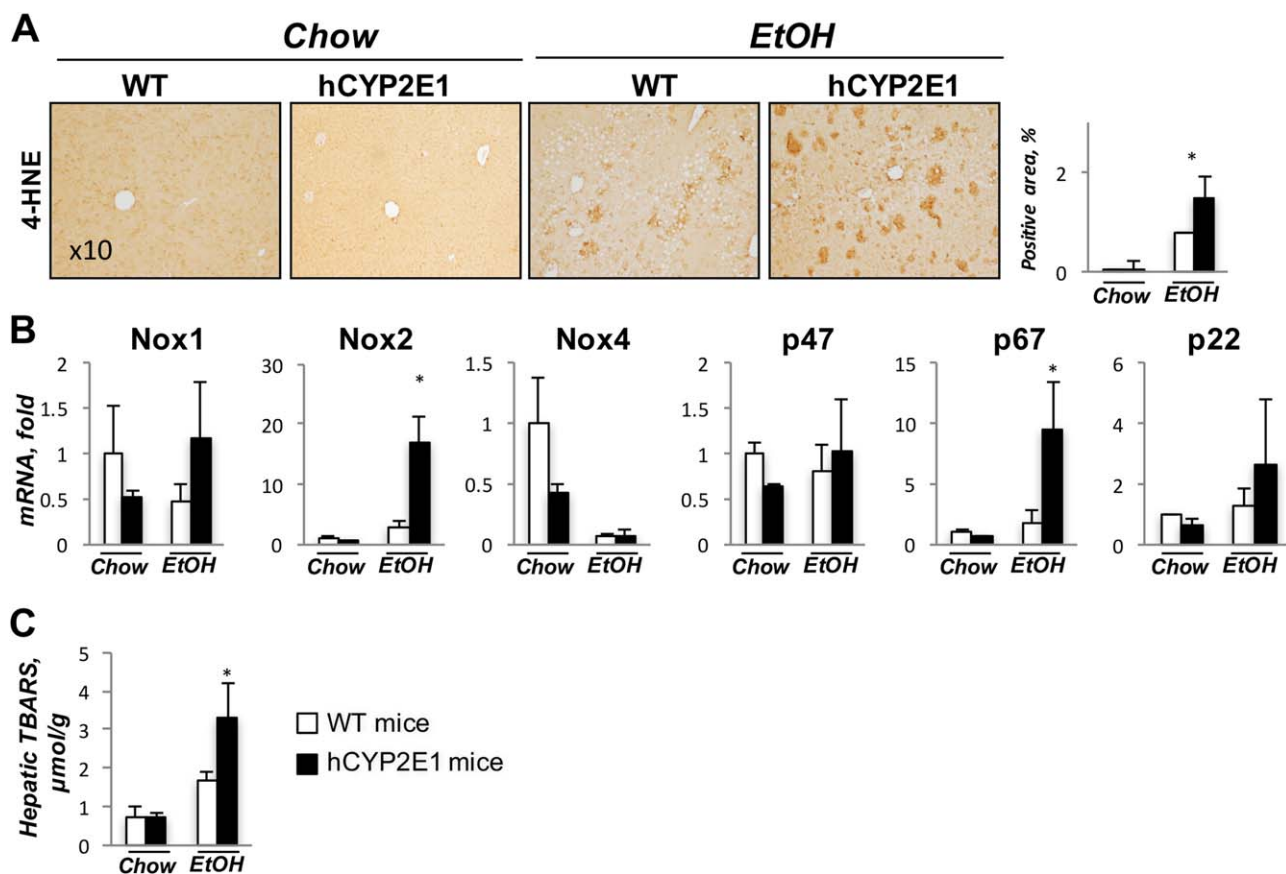 A
Chow
EtOH
WT
hCYP2E1
WT
hCYP2E1
4-HNE
x10
Positive area, %
2
0
*
Chow
EtOH
B
Nox1
Nox2
Nox4
p47
p67
p22
mRNA, fold
2
1.5
1
0.5
0
Chow
EtOH
30
20
10
0
*
Chow
EtOH
1.5
1
0.5
0
Chow
EtOH
2
1.5
1
0.5
0
Chow
EtOH
15
10
5
0
*
Chow
EtOH
6
4
2
0
Chow
EtOH
C
Hepatic TBARS,
µmol/g
5
4
3
2
1
0
*
Chow
EtOH
WT mice
hCYP2E1 mice